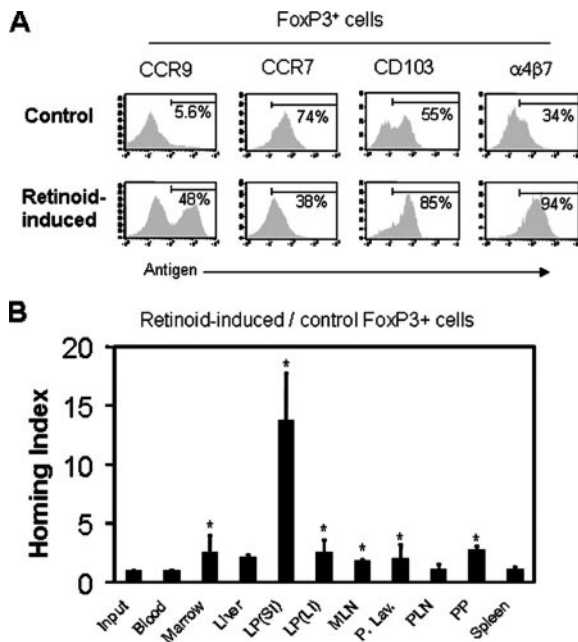 A
FoxP3+ cells
CCR9 CCR7 CD103 α4β7
Control 5.6% 74% 55% 34%
Retinoid-induced 48% 38% 85% 94%
Antigen
B
Retinoid-induced / control FoxP3+ cells
Homing Index
20
15
10
5
0
* * * * * *
Input Blood Marrow Liver LP(SI) LP(LI) MLN P. Lav. PLN PP Spleen